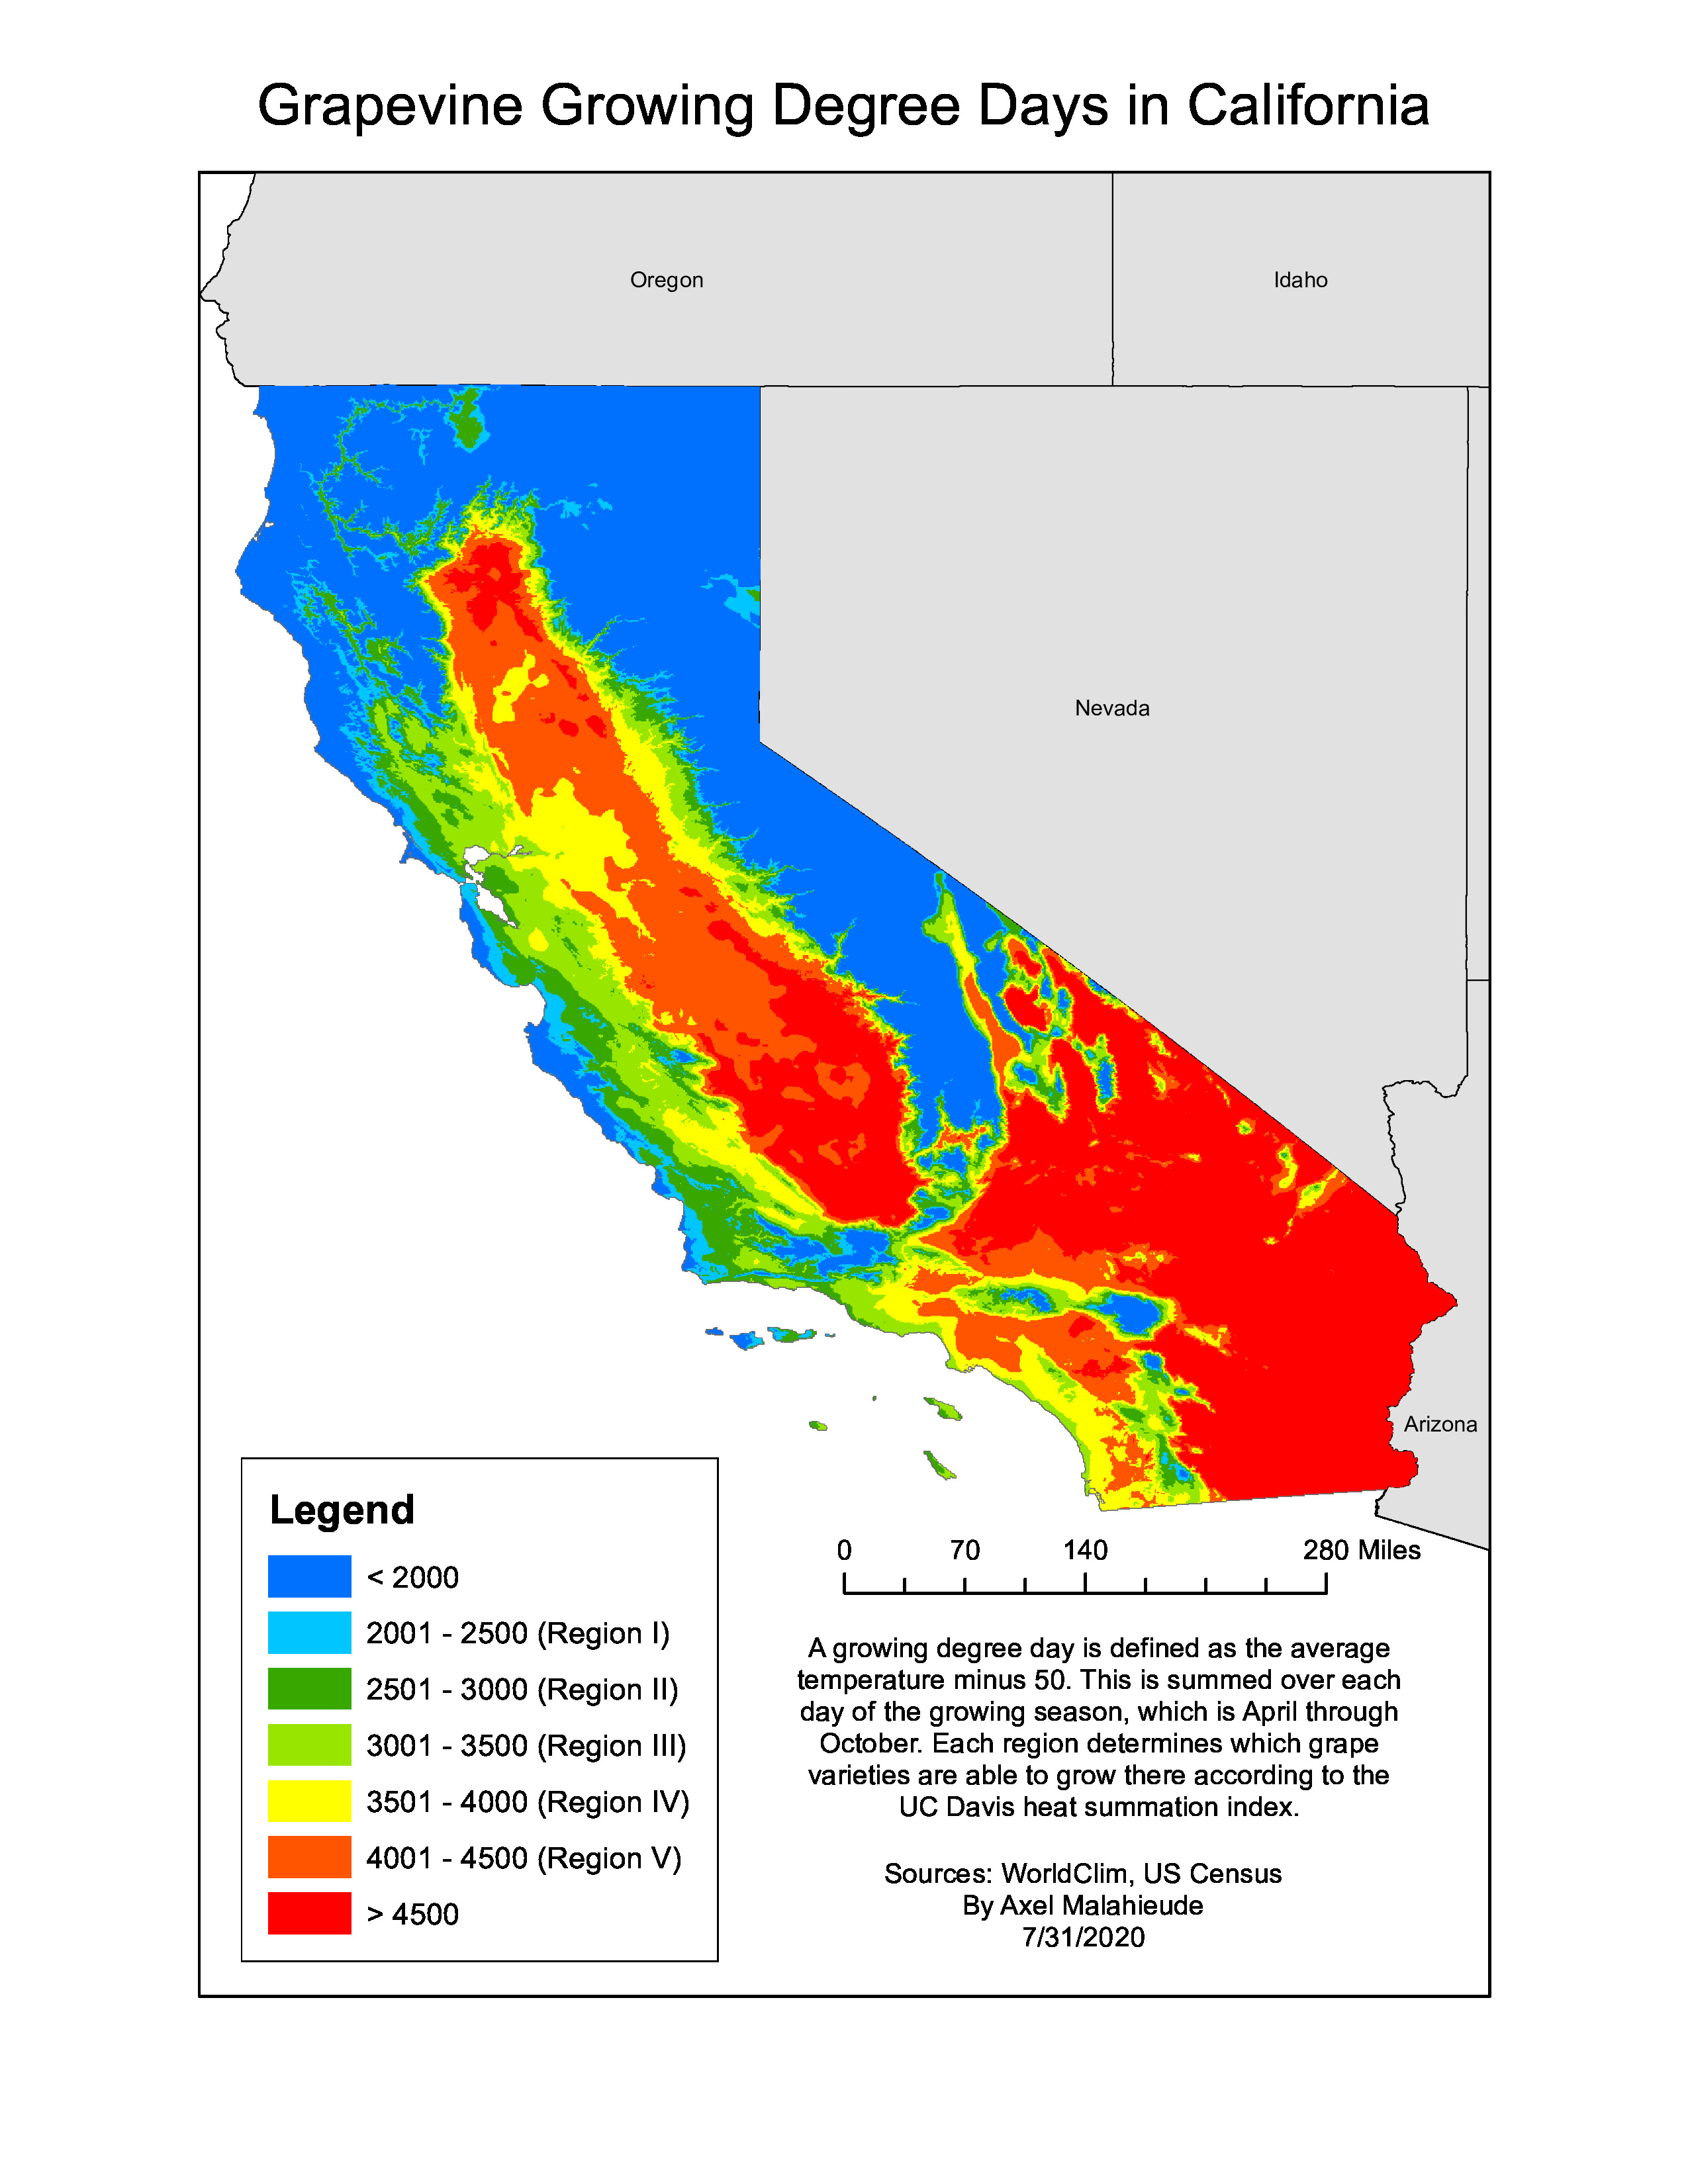 Grapevine Growing Degree Days in California
Oregon
Idaho
Nevada
Arizona
Legend
< 2000
2001 - 2500 (Region I)
2501 - 3000 (Region II)
3001 - 3500 (Region III)
3501 - 4000 (Region IV)
4001 - 4500 (Region V)
> 4500
0 70 140 280 Miles
A growing degree day is defined as the average
temperature minus 50. This is summed over each
day of the growing season, which is April through
October. Each region determines which grape
varieties are able to grow there according to the
UC Davis heat summation index.
Sources: WorldClim, US Census
By Axel Malahieude
7/31/2020